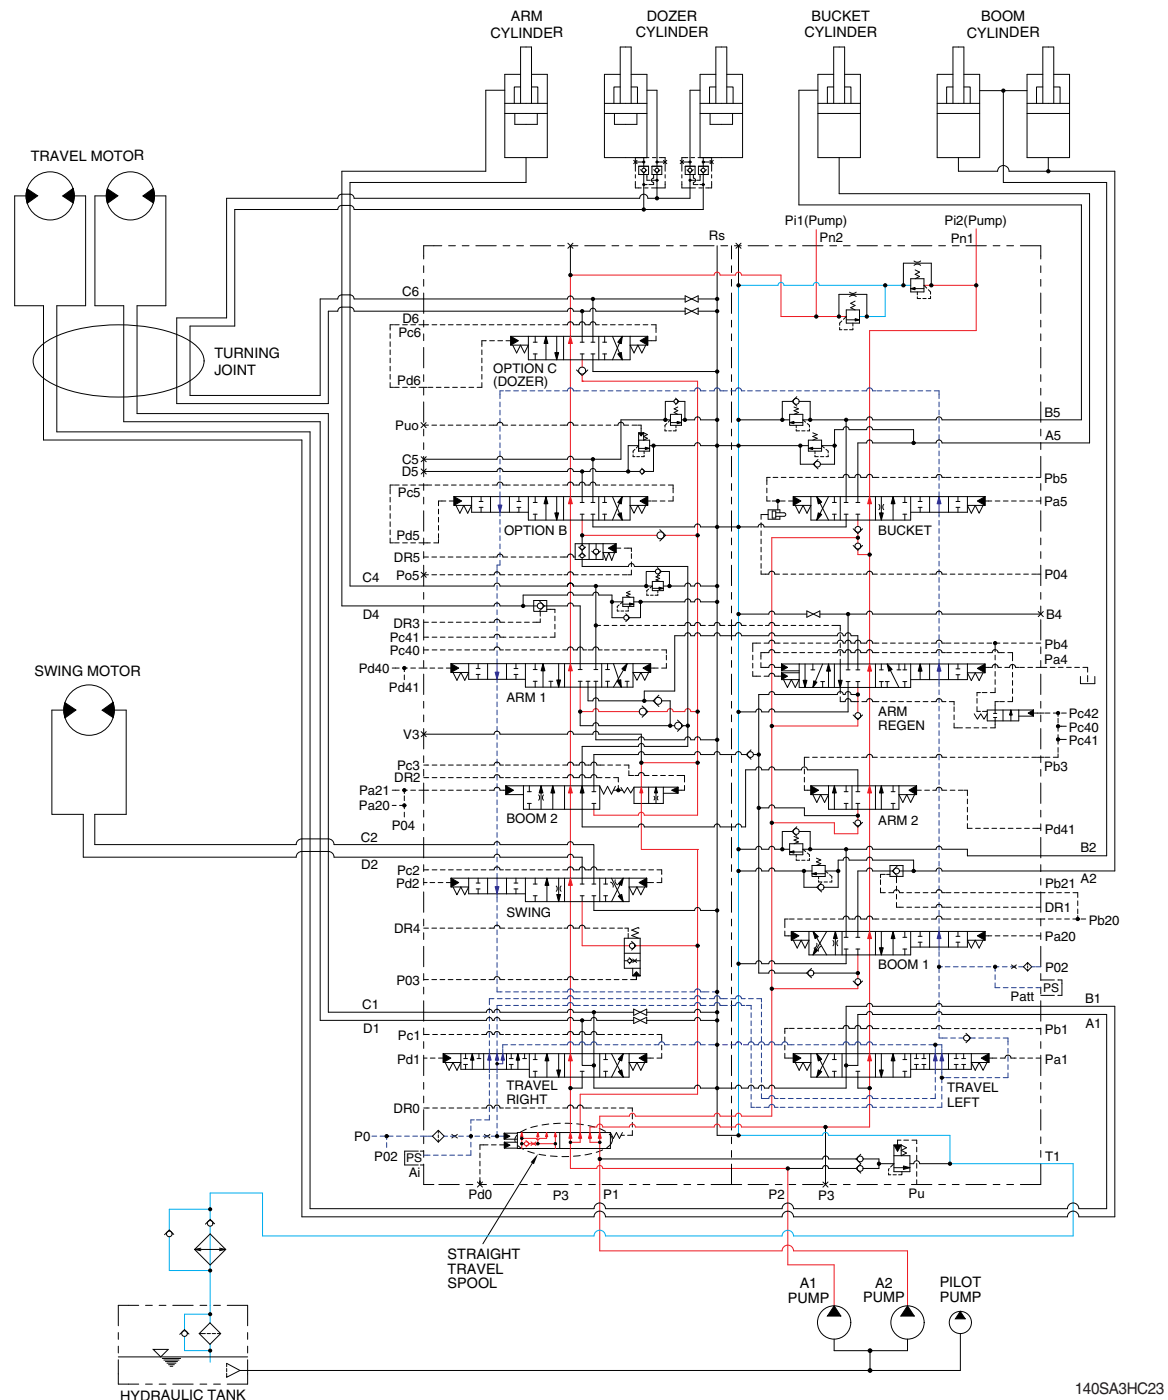 ARM
CYLINDER
DOZER
CYLINDER
BUCKET
CYLINDER
BOOM
CYLINDER
TRAVEL MOTOR
TURNING
JOINT
Rs
Pi1(Pump)
Pn2
Pi2(Pump)
Pn1
C6
D6
Pc6
Pd6
OPTION C
(DOZER)
Puo
C5
D5
Pc5
Pd5
OPTION B
DR5
Po5
B5
A5
Pb5
Pa5
BUCKET
P04
C4
D4
DR3
Pc41
Pc40
Pd40
Pd41
ARM 1
B4
Pb4
Pa4
ARM
REGEN
Pc42
Pc40
Pc41
SWING MOTOR
V3
Pc3
DR2
Pa21
Pa20
P04
BOOM 2
Pb3
ARM 2
Pd41
C2
D2
Pc2
Pd2
SWING
B2
A2
Pb21
DR1
Pb20
Pa20
BOOM 1
DR4
P03
P02
PS
Patt
C1
D1
Pc1
Pd1
TRAVEL
RIGHT
B1
A1
Pb1
Pa1
TRAVEL
LEFT
DR0
P0
P02
PS
Ai
Pd0
P3
P1
P2
P3
Pu
T1
STRAIGHT
TRAVEL
SPOOL
A1
PUMP
A2
PUMP
PILOT
PUMP
HYDRAULIC TANK
140SA3HC23